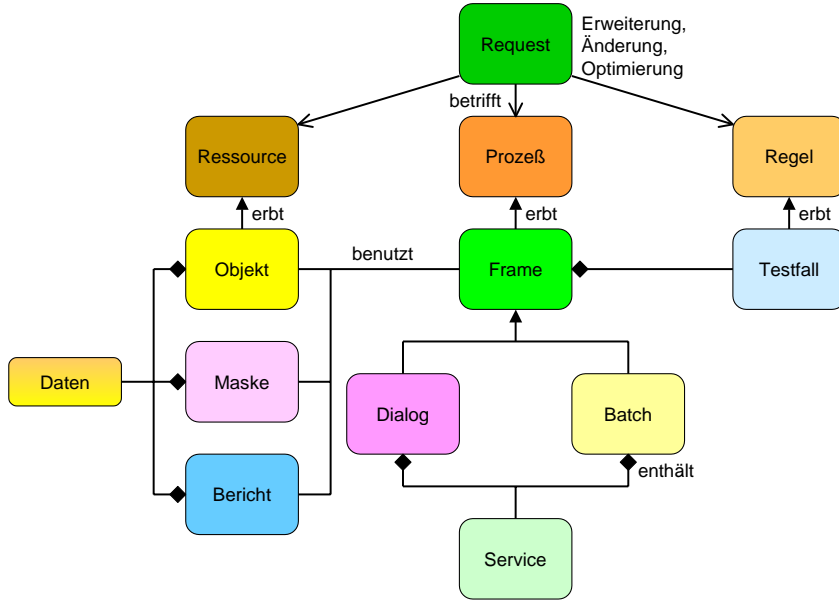 Request
Erweiterung,
Änderung,
Optimierung
betrifft
Ressource
Prozeß
Regel
erbt
erbt
erbt
Objekt
benutzt
Frame
Testfall
Daten
Maske
Dialog
Batch
Bericht
enthält
Service